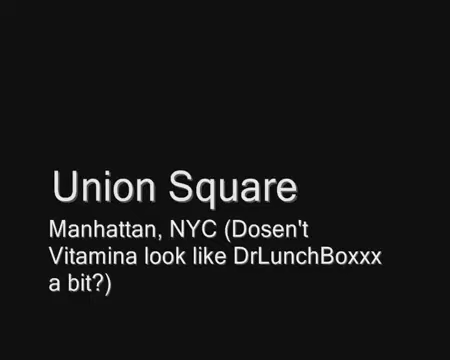 Union Square
Manhattan, NYC (Dosen't
Vitamina look like DrLunchBoxxx
a bit?)